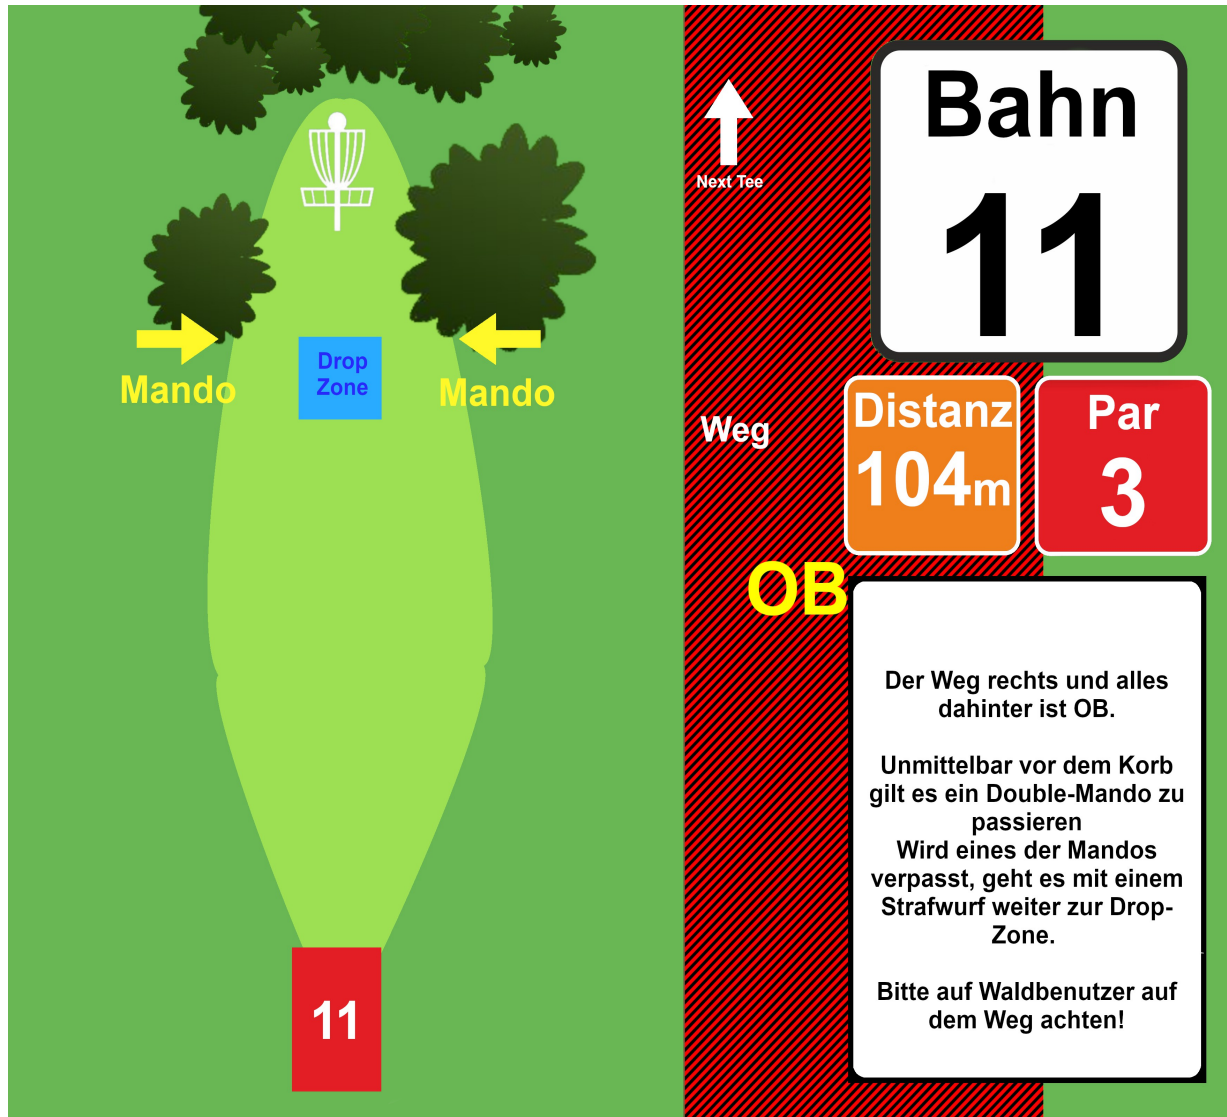 Bahn
11
Next Tee
Distanz
104m
Par
3
Drop
Zone
Mando
Mando
Weg
OB
Der Weg rechts und alles
dahinter ist OB.
Unmittelbar vor dem Korb
gilt es ein Double-Mando zu
passieren
Wird eines der Mandos
verpasst, geht es mit einem
Strafwurf weiter zur Drop-
Zone.
Bitte auf Waldbenutzer auf
dem Weg achten!
11